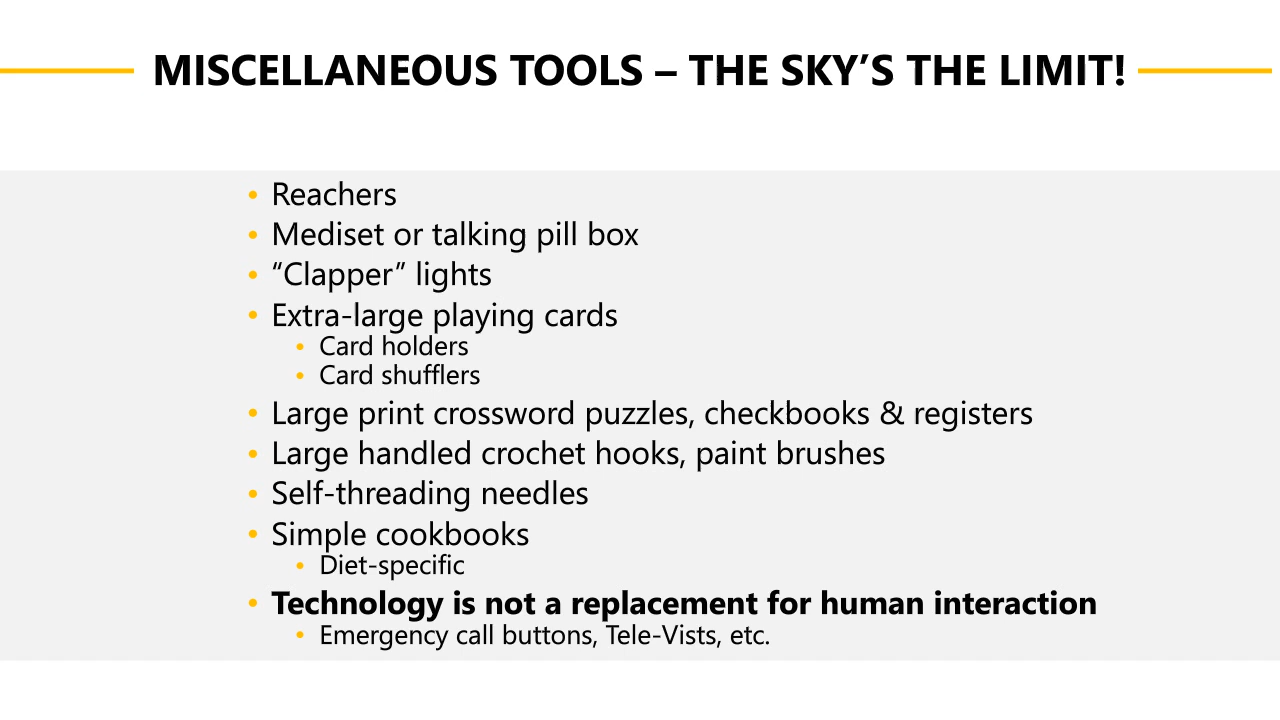 MISCELLANEOUS TOOLS – THE SKY’S THE LIMIT!
• Reachers
• Mediset or talking pill box
• “Clapper” lights
• Extra-large playing cards
• Card holders
• Card shufflers
• Large print crossword puzzles, checkbooks & registers
• Large handled crochet hooks, paint brushes
• Self-threading needles
• Simple cookbooks
• Diet-specific
• Technology is not a replacement for human interaction
• Emergency call buttons, Tele-Vists, etc.